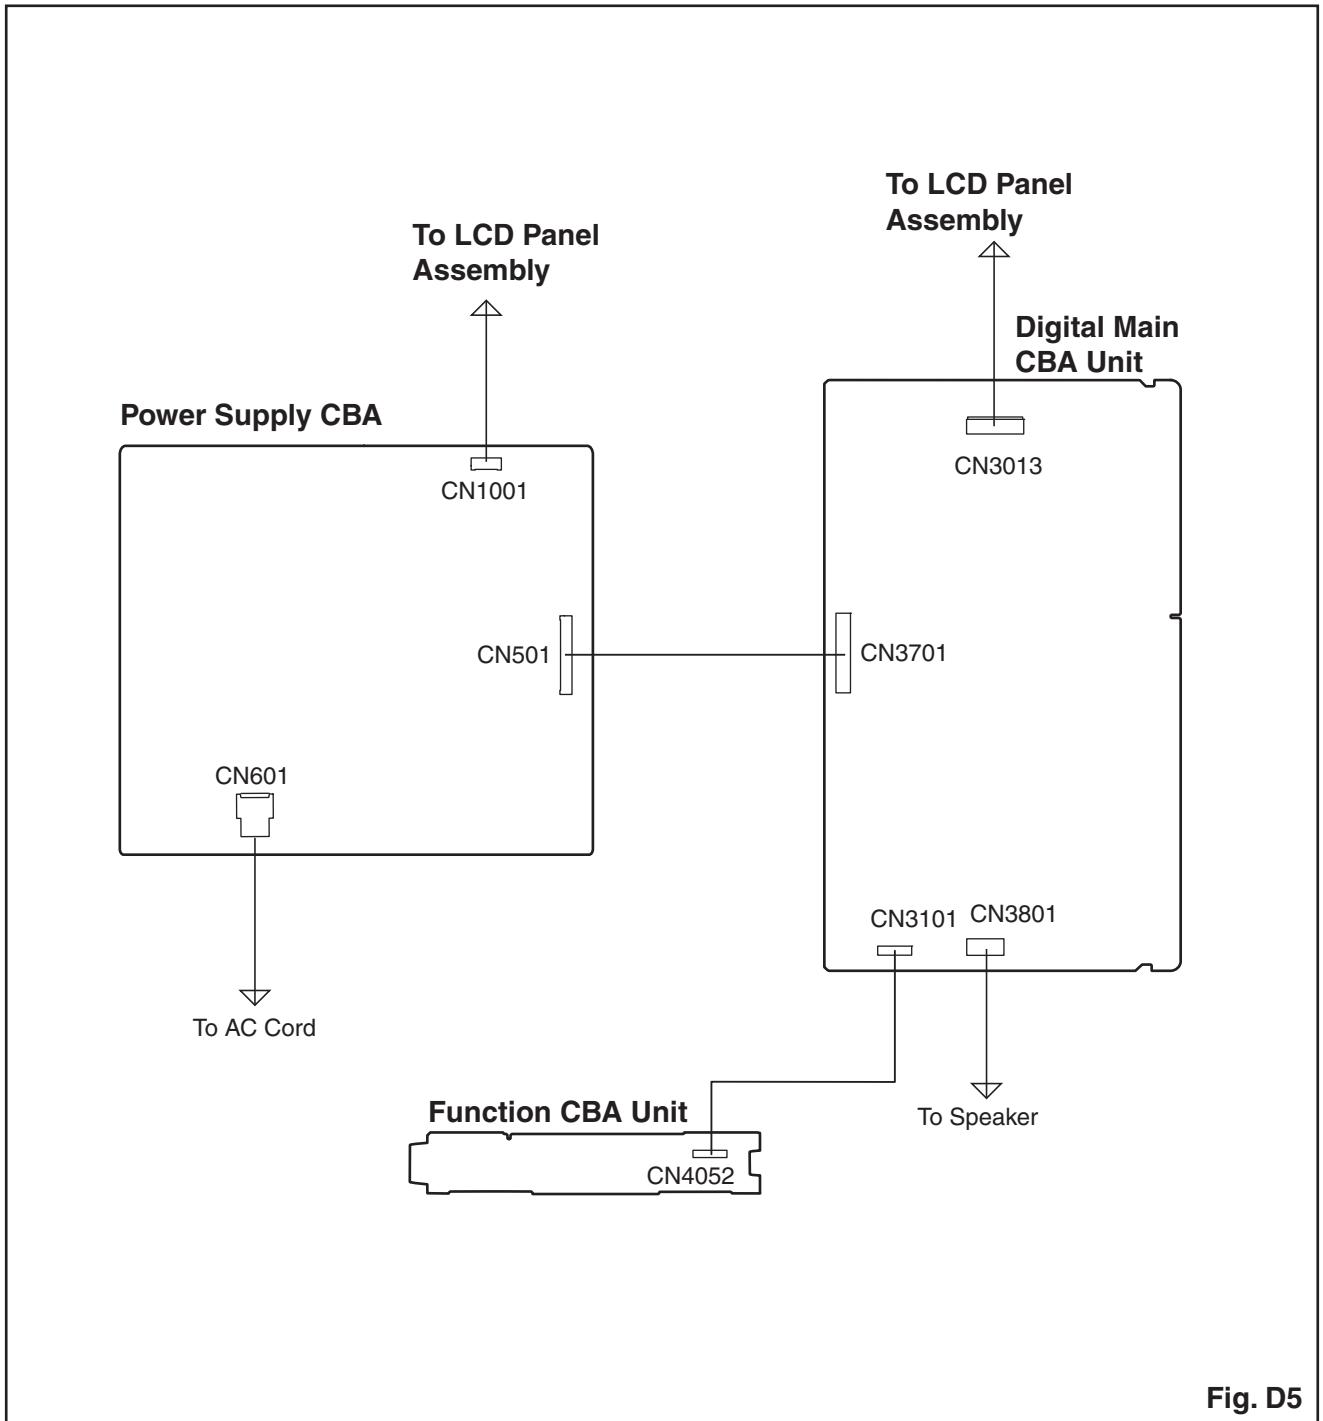 To LCD Panel
Assembly
To LCD Panel
Assembly
Digital Main
CBA Unit
Power Supply CBA
CN3013
CN1001
CN501
CN3701
CN601
CN3101
CN3801
To AC Cord
Function CBA Unit
To Speaker
CN4052
Fig. D5